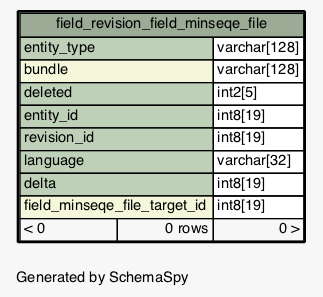 field_revision_field_minseqe_file
entity_type varchar[128]
bundle varchar[128]
deleted int2[5]
entity_id int8[19]
revision_id int8[19]
language varchar[32]
delta int8[19]
field_minseqe_file_target_id int8[19]
< 0 0 rows 0 >
Generated by SchemaSpy